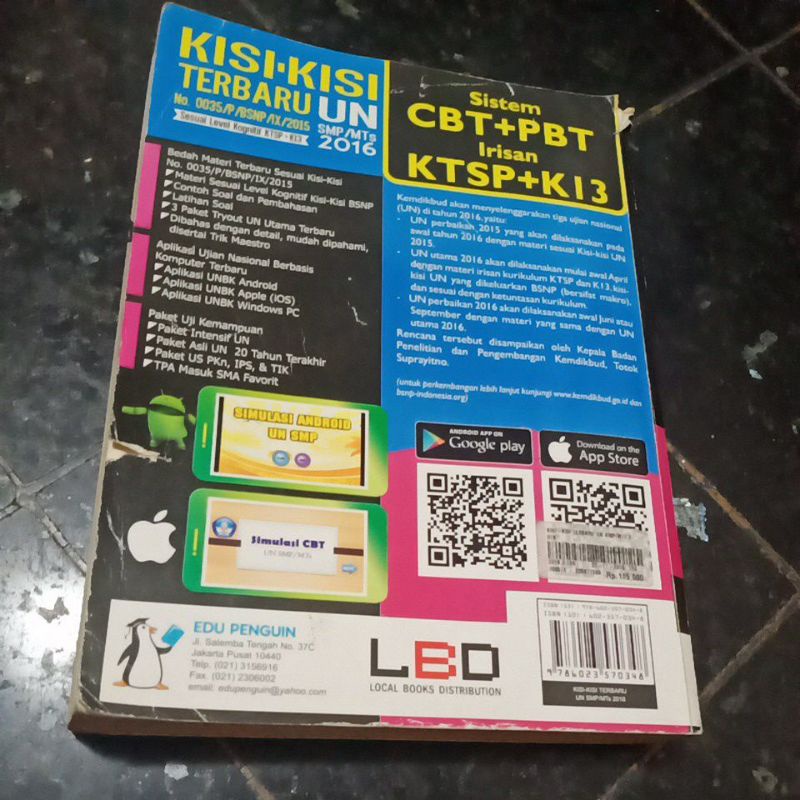 KISI-KISI
TERBARU UN
No. 0035/P/BSNP/IX/2015
SMP/MTs
2016
Sesuai Level Kognitif KTSP - K13
Sistem
CBT+PBT
Irisan
KTSP+K13
Bedah Materi Terbaru Sesuai Kisi-Kisi
No. 0035/P/BSNP/IX/2015
Materi Sesuai Level Kognitif Kisi-Kisi BSNP
Contoh Soal dan Pembahasan
Latihan Soal
3 Paket Tryout UN Utama Terbaru
Dibahas dengan detail, mudah dipahami,
disertai Trik Maestro
Aplikasi Ujian Nasional Berbasis
Komputer Terbaru
Aplikasi UNBK Android
Aplikasi UNBK Apple (iOS)
Aplikasi UNBK Windows PC
Paket Uji Kemampuan
Paket Intensif UN
Paket Asli UN 20 Tahun Terakhir
Paket US PKn, IPS, & TIK
TPA Masuk SMA Favorit
Kemdikbud akan menyelenggarakan tiga ujian nasional
(UN) di tahun 2016, yaitu:
- UN perbaikan 2015 yang akan dilaksanakan pada
awal tahun 2016 dengan materi sesuai Kisi-kisi UN
2015.
- UN utama 2016 akan dilaksanakan mulai awal April
dengan materi irisan kurikulum KTSP dan K13. kisi-
kisi UN yang dikeluarkan BSNP (bersifat makro),
dan sesuai dengan ketuntasan kurikulum.
- UN perbaikan 2016 akan dilaksanakan awal Juni atau
September dengan materi yang sama dengan UN
utama 2016.
Rencana tersebut disampaikan oleh Kepala Badan
Penelitian dan Pengembangan Kemdikbud, Totok
Suprayitno.
(untuk perkembangan lebih lanjut kunjungi www.kemdikbud.go.id dan
bsnp-indonesia.org)
SIMULASI ANDROID
UN SMP
Simulasi CBT
UN SMP/MTs
ANDROID APP ON
Google play
Download on the
App Store
KISI-KISI TERBARU UN SMP/MTS
Rp. 115,000
EDU PENGUIN
Jl. Salemba Tengah No. 37C
Jakarta Pusat 10440
Telp. (021) 3156916
Fax. (021) 2306002
email: edupenguin@yahoo.com
LBD
LOCAL BOOKS DISTRIBUTION
9 786023 570348
KISI-KISI TERBARU
UN SMP/MTs 2016